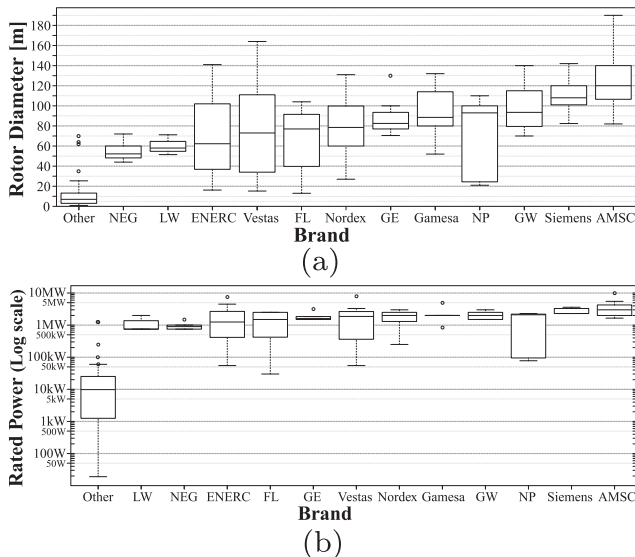 Rotor Diameter [m]
180
160
140
120
100
80
60
40
20
0
Other NEG LW ENERC Vestas FL Nordex GE Gamesa NP GW Siemens AMSC
Brand
(a)
Rated Power (Log scale)
10MW
5MW
1MW
500kW
100kW
50kW
10kW
5kW
1kW
500W
100W
50W
Other LW NEG ENERC FL GE Vestas Nordex Gamesa GW NP Siemens AMSC
Brand
(b)